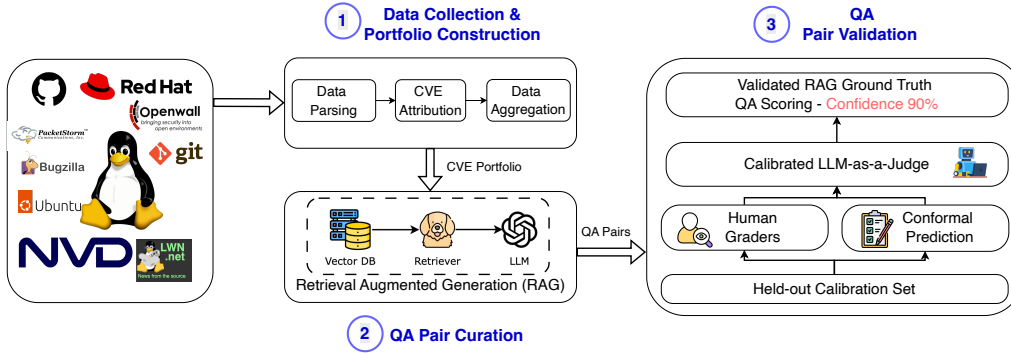 1
Data Collection &
Portfolio Construction
3
QA
Pair Validation
Red Hat
Openwall
bringing security into
open environments
PacketStorm™
Communications, Inc.
Bugzilla
git
Ubuntu
NVD
LWN
.net
News from the source
Data
Parsing
CVE
Attribution
Data
Aggregation
CVE Portfolio
Vector DB
Retriever
LLM
Retrieval Augmented Generation (RAG)
2
QA Pair Curation
QA Pairs
Validated RAG Ground Truth
QA Scoring - Confidence 90%
Calibrated LLM-as-a-Judge
Human
Graders
Conformal
Prediction
Held-out Calibration Set